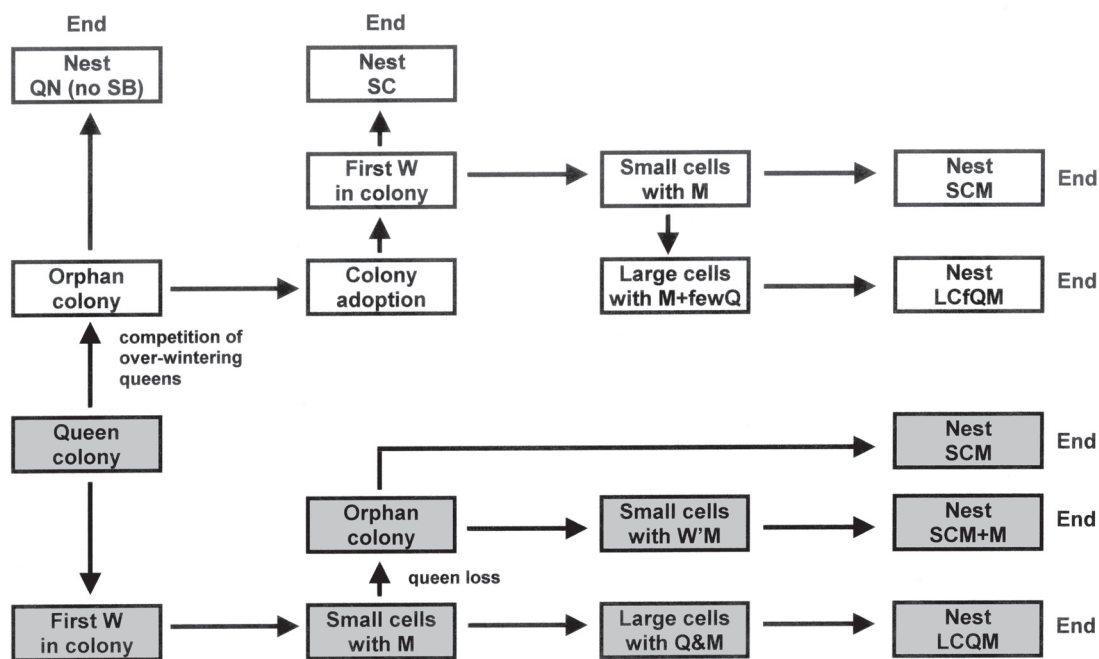 End
End
Nest
QN (no SB)
Nest
SC
First W
in colony
Small cells
with M
Nest
SCM
End
Orphan
colony
Colony
adoption
Large cells
with M+fewQ
Nest
LCfQM
End
competition of
over-wintering
queens
Queen
colony
Nest
SCM
End
Orphan
colony
Small cells
with W'M
Nest
SCM+M
End
queen loss
First W
in colony
Small cells
with M
Large cells
with Q&M
Nest
LCQM
End